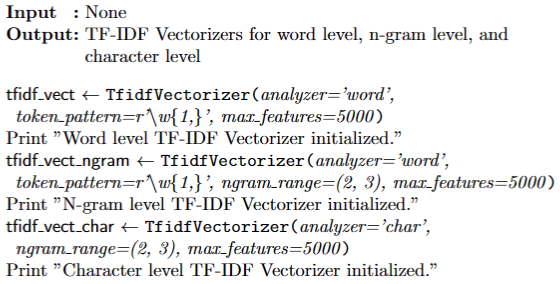 Input : None
Output: TF-IDF Vectorizers for word level, n-gram level, and
character level
tfidf_vect ← TfidfVectorizer(analyzer='word',
token_pattern=r'\w{1,}', max_features=5000)
Print "Word level TF-IDF Vectorizer initialized."
tfidf_vect_ngram ← TfidfVectorizer(analyzer='word',
token_pattern=r'\w{1,}', ngram_range=(2, 3), max_features=5000)
Print "N-gram level TF-IDF Vectorizer initialized."
tfidf_vect_char ← TfidfVectorizer(analyzer='char',
ngram_range=(2, 3), max_features=5000)
Print "Character level TF-IDF Vectorizer initialized."